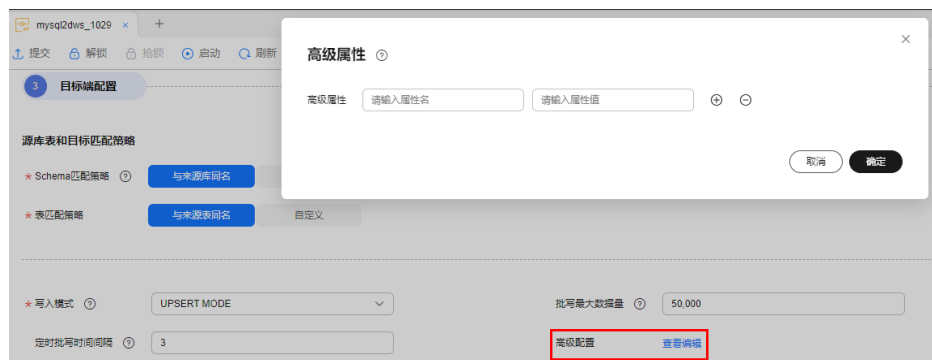 mysql2dws_1029 × +
提交 解锁 抢锁 启动 刷新
高级属性 ? ×
3 目标端配置
高级属性 请输入属性名 请输入属性值
源库表和目标匹配策略
取消 确定
* Schema匹配策略 ? 与来源库同名
* 表匹配策略 与来源表同名 自定义
* 写入模式 ? UPSERT MODE 批写最大数据量 ? 50,000
定时批写时间间隔 ? 3 高级配置 查看编辑